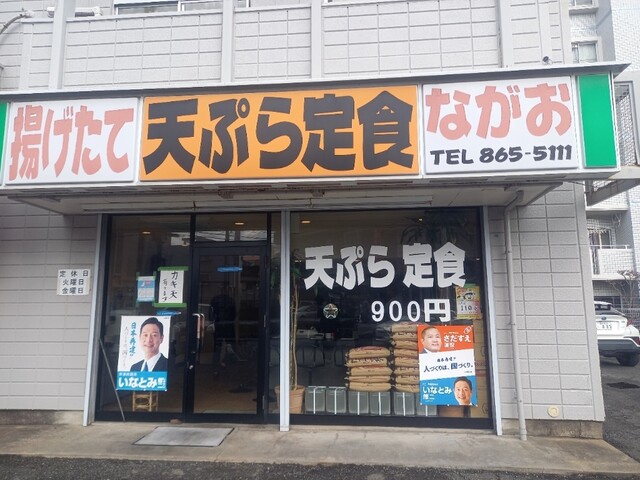 揚げたて
天ぷら定食
ながお
TEL 865-5111
定休日
火曜日
金曜日
カキ天
天ぷら定食
900円
日本再建
いなとみ
さだすえ
人づくりは、国づくり。
いなとみ
110